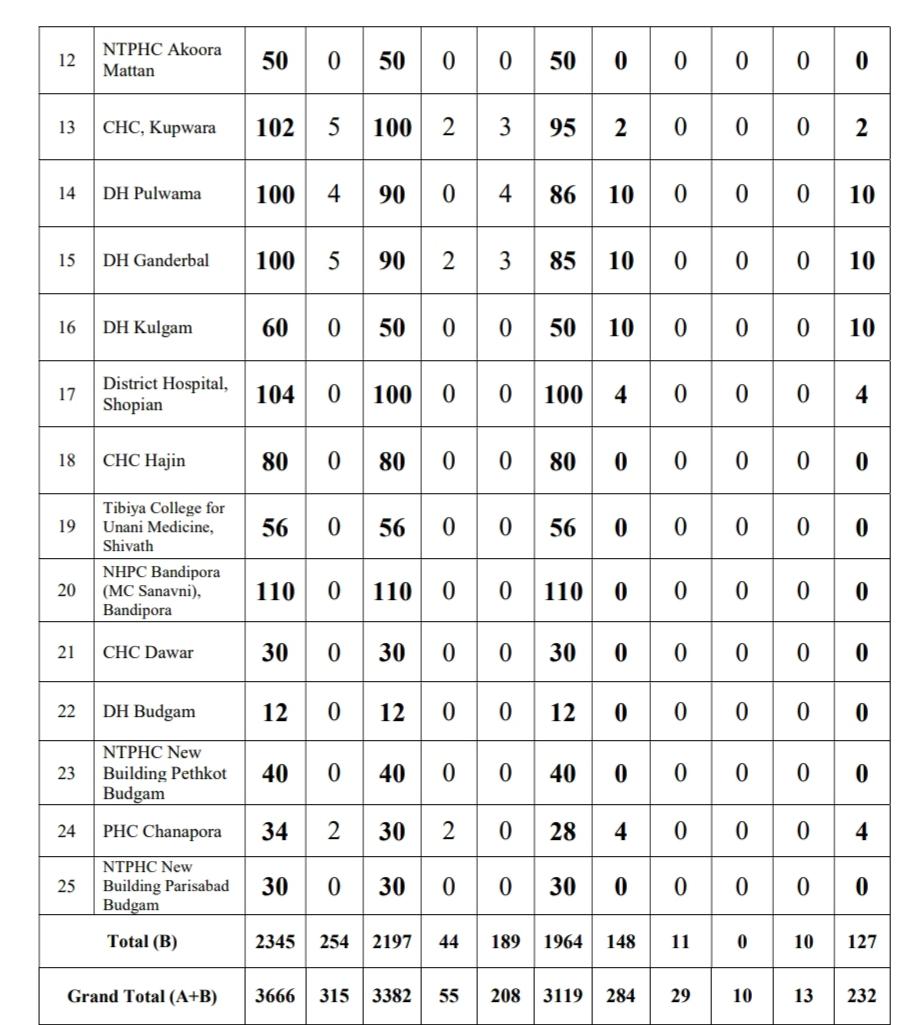 12 NTPHC Akoora Mattan 50 0 50 0 0 50 0 0 0 0 0
13 CHC, Kupwara 102 5 100 2 3 95 2 0 0 0 2
14 DH Pulwama 100 4 90 0 4 86 10 0 0 0 10
15 DH Ganderbal 100 5 90 2 3 85 10 0 0 0 10
16 DH Kulgam 60 0 50 0 0 50 10 0 0 0 10
17 District Hospital, Shopian 104 0 100 0 0 100 4 0 0 0 4
18 CHC Hajin 80 0 80 0 0 80 0 0 0 0 0
19 Tibiya College for Unani Medicine, Shivath 56 0 56 0 0 56 0 0 0 0 0
20 NHPC Bandipora (MC Sanavni), Bandipora 110 0 110 0 0 110 0 0 0 0 0
21 CHC Dawar 30 0 30 0 0 30 0 0 0 0 0
22 DH Budgam 12 0 12 0 0 12 0 0 0 0 0
23 NTPHC New Building Pethkot Budgam 40 0 40 0 0 40 0 0 0 0 0
24 PHC Chanapora 34 2 30 2 0 28 4 0 0 0 4
25 NTPHC New Building Parisabad Budgam 30 0 30 0 0 30 0 0 0 0 0
Total (B) 2345 254 2197 44 189 1964 148 11 0 10 127
Grand Total (A+B) 3666 315 3382 55 208 3119 284 29 10 13 232